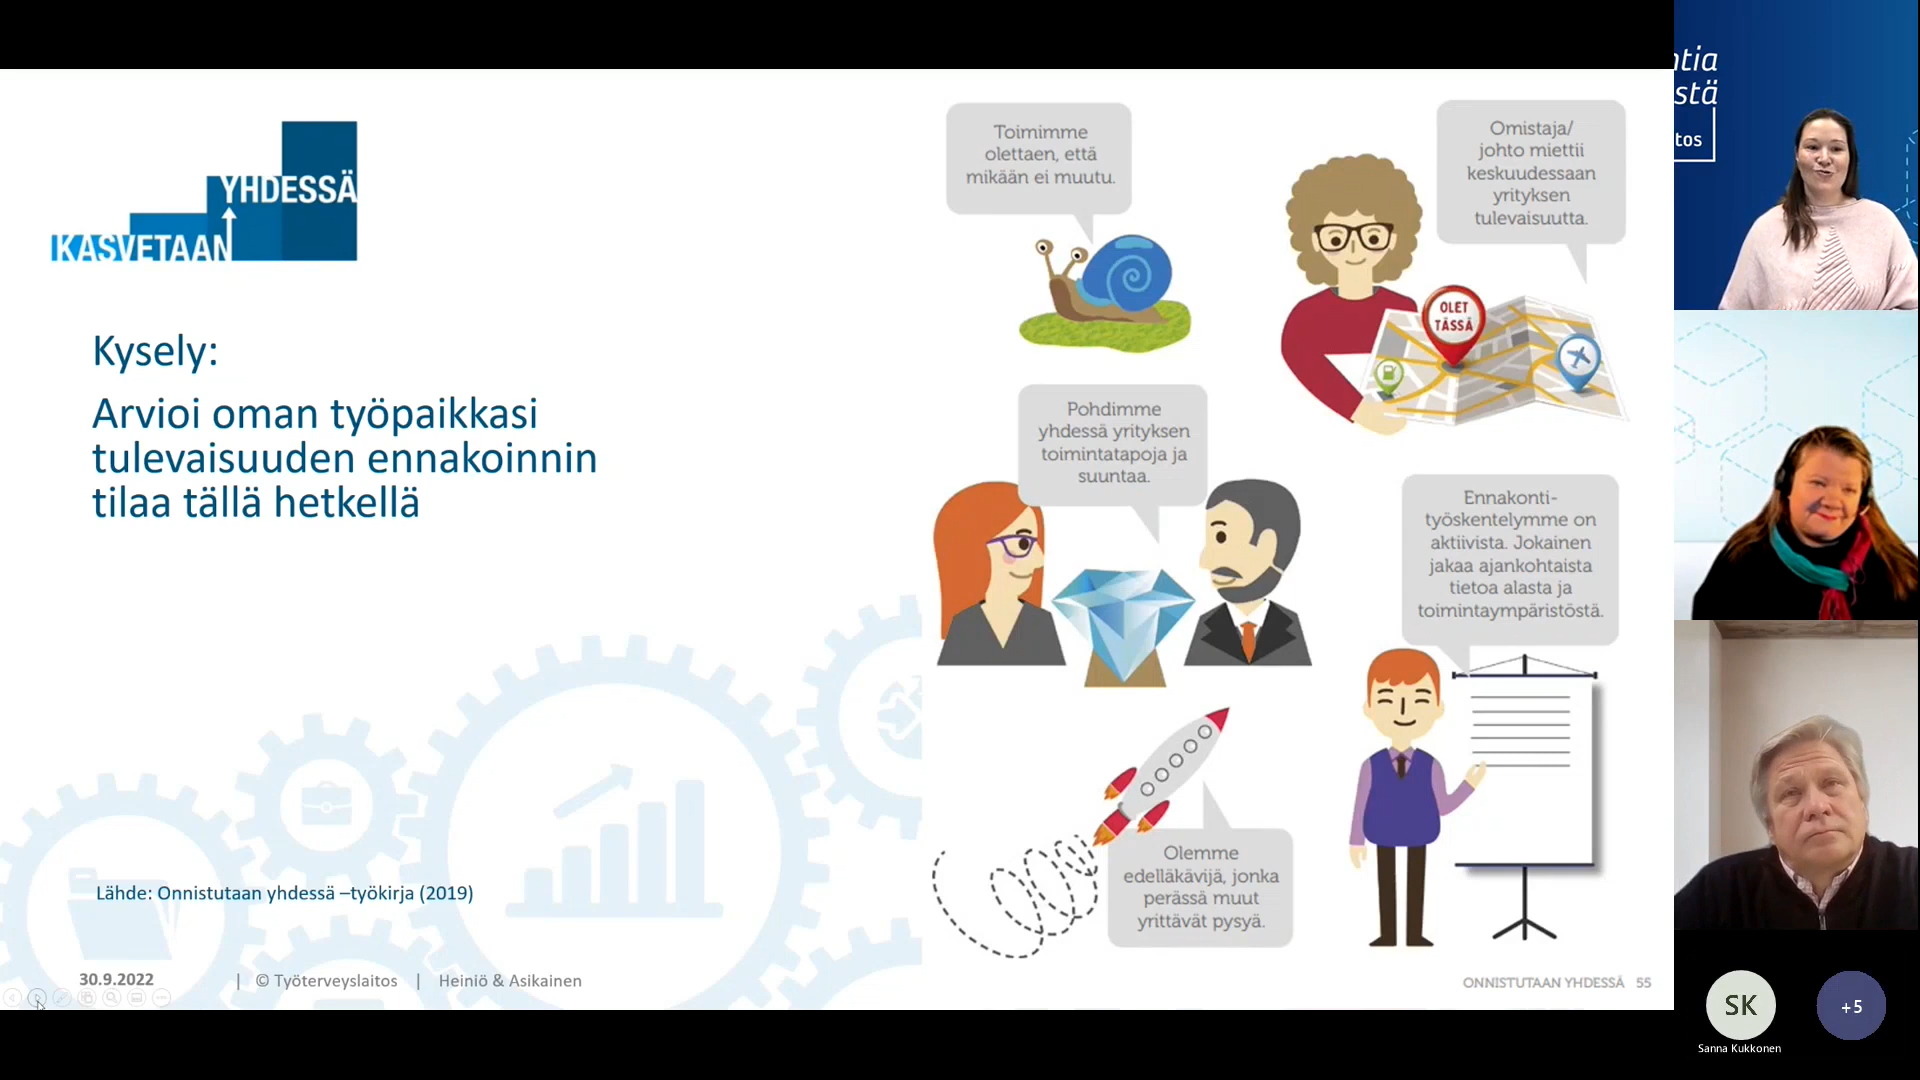 KASVETAAN
YHDESSÄ
Kysely:
Arvioi oman työpaikkasi
tulevaisuuden ennakoinnin
tilaa tällä hetkellä
Lähde: Onnistutaan yhdessä –työkirja (2019)
30.9.2022 | © Työterveyslaitos | Heiniö & Asikainen
Toimimme
olettaen, että
mikään ei muutu.
Omistaja/
johto miettii
keskuudessaan
yrityksen
tulevaisuutta.
OLET
TÄSSÄ
Pohdimme
yhdessä yrityksen
toimintatapoja ja
suuntaa.
Ennakonti-
työskentelymme on
aktiivista. Jokainen
jakaa ajankohtaista
tietoa alasta ja
toimintaympäristöstä.
Olemme
edelläkävijä, jonka
perässä muut
yrittävät pysyä.
ONNISTUTAAN YHDESSÄ 55
ntia
stä
tos
SK
Sanna Kukkonen
+5